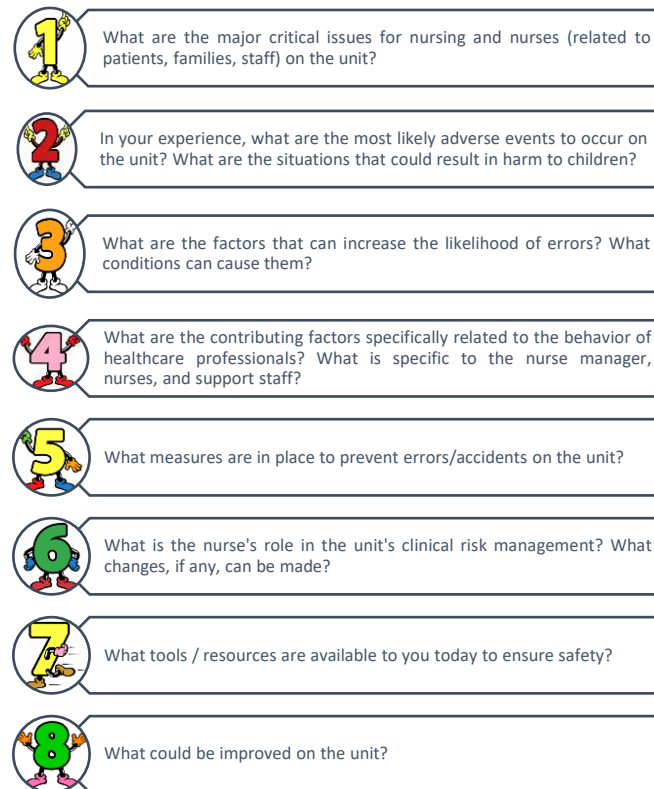 1
What are the major critical issues for nursing and nurses (related to
patients, families, staff) on the unit?
2
In your experience, what are the most likely adverse events to occur on
the unit? What are the situations that could result in harm to children?
3
What are the factors that can increase the likelihood of errors? What
conditions can cause them?
4
What are the contributing factors specifically related to the behavior of
healthcare professionals? What is specific to the nurse manager,
nurses, and support staff?
5
What measures are in place to prevent errors/accidents on the unit?
6
What is the nurse's role in the unit's clinical risk management? What
changes, if any, can be made?
7
What tools / resources are available to you today to ensure safety?
8
What could be improved on the unit?